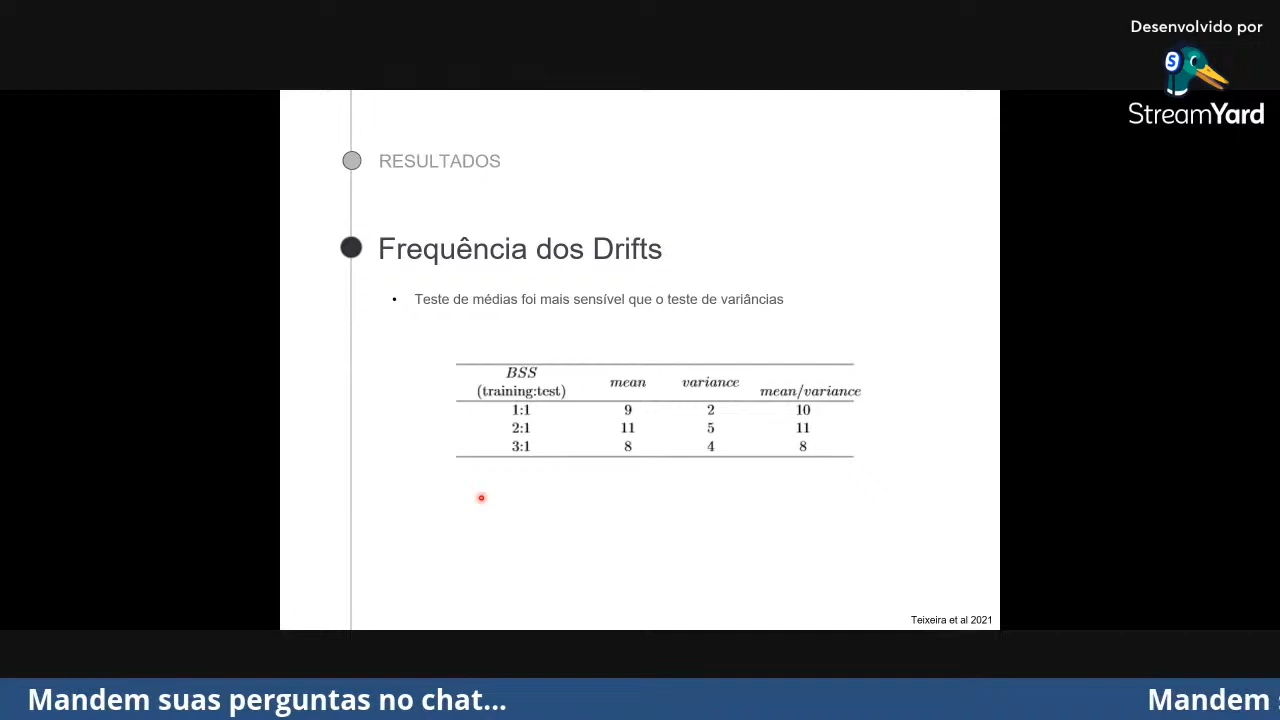 Desenvolvido por
StreamYard
RESULTADOS
Frequência dos Drifts
• Teste de médias foi mais sensível que o teste de variâncias
BSS
(training:test) mean variance mean/variance
1:1 9 2 10
2:1 11 5 11
3:1 8 4 8
Teixeira et al 2021
Mandem suas perguntas no chat... Mandem s